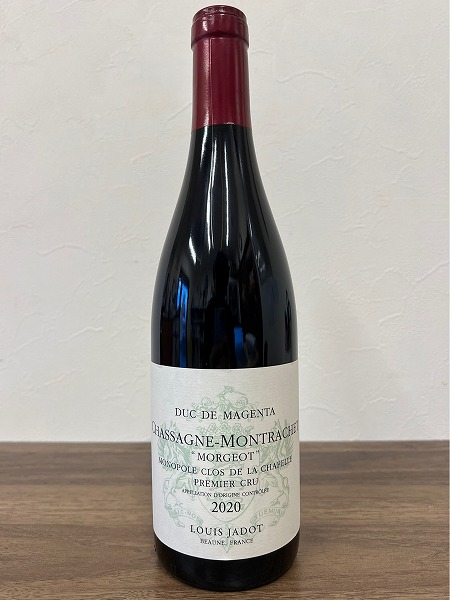 DUC DE MAGENTA
CHASSAGNE-MONTRACHET
"MORGEOT"
MONOPOLE CLOS DE LA CHAPELLE
PREMIER CRU
APPELLATION D'ORIGINE CONTRÔLÉE
2020
LOUIS JADOT
BEAUNE, FRANCE